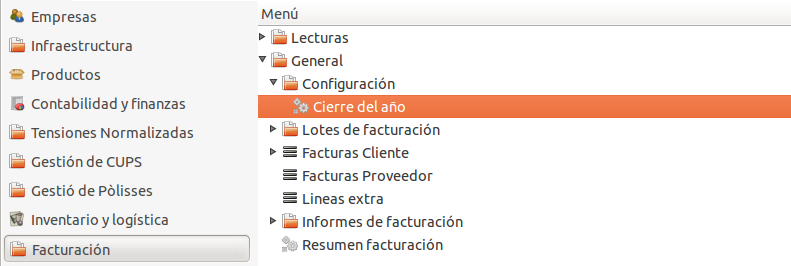 Empresas
Infraestructura
Productos
Contabilidad y finanzas
Tensiones Normalizadas
Gestión de CUPS
Gestió de Pòlisses
Inventario y logística
Facturación
Menú
Lecturas
General
Configuración
Cierre del año
Lotes de facturación
Facturas Cliente
Facturas Proveedor
Lineas extra
Informes de facturación
Resumen facturación